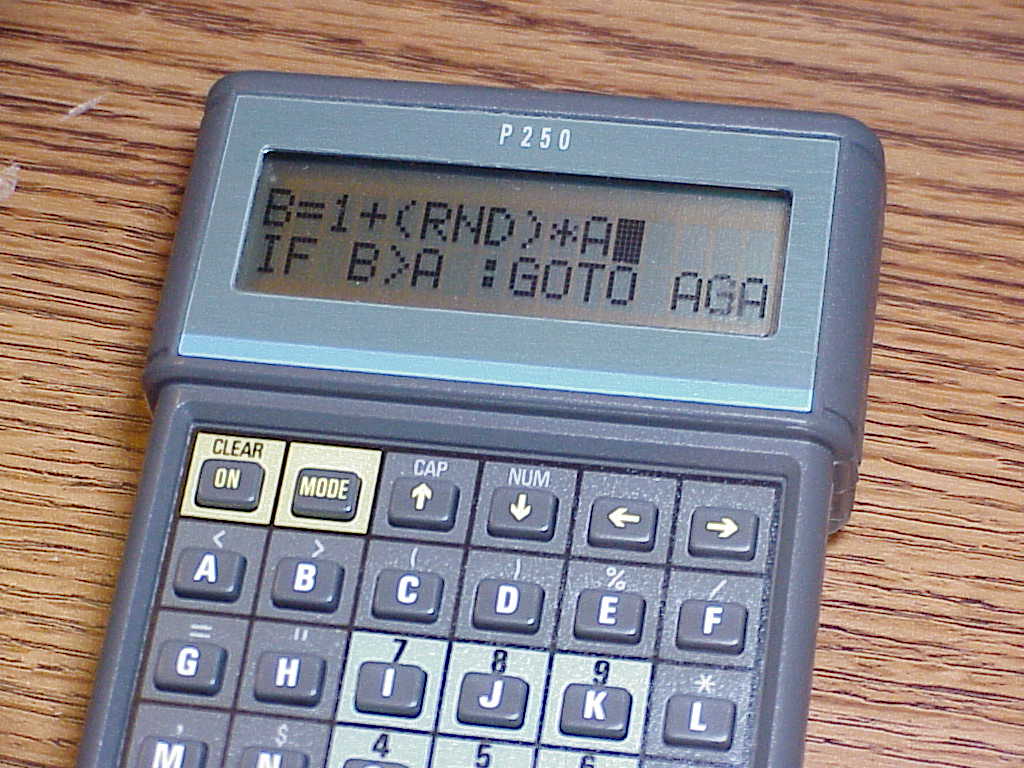 P250
B=1+(RND)*A
IF B>A :GOTO AGA
CLEAR CAP NUM
ON MODE ↑ ↓ ← →
< > ( ) % /
A B C D E F
= " 7 8 9 *
G H I J K L
, $ 4 5 6
M N